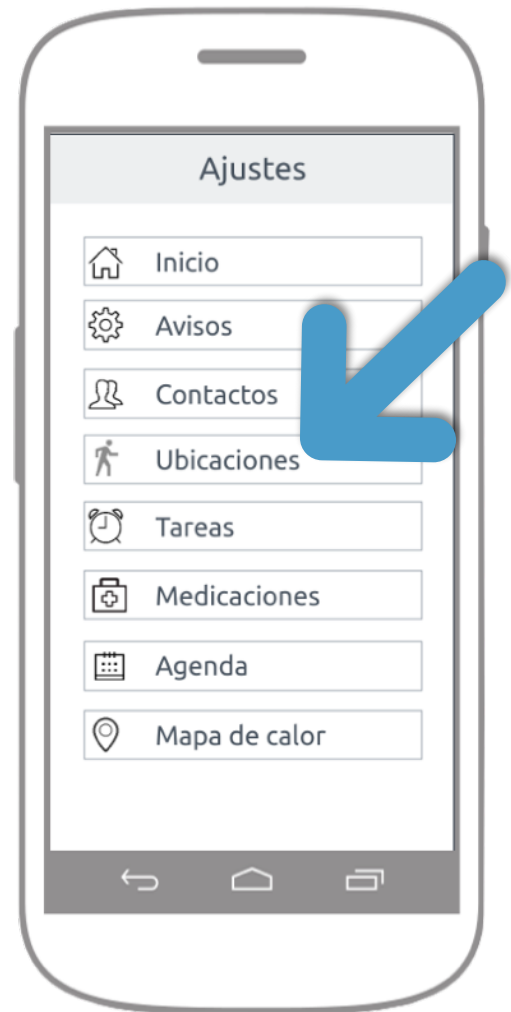 Ajustes
Inicio
Avisos
Contactos
Ubicaciones
Tareas
Medicaciones
Agenda
Mapa de calor